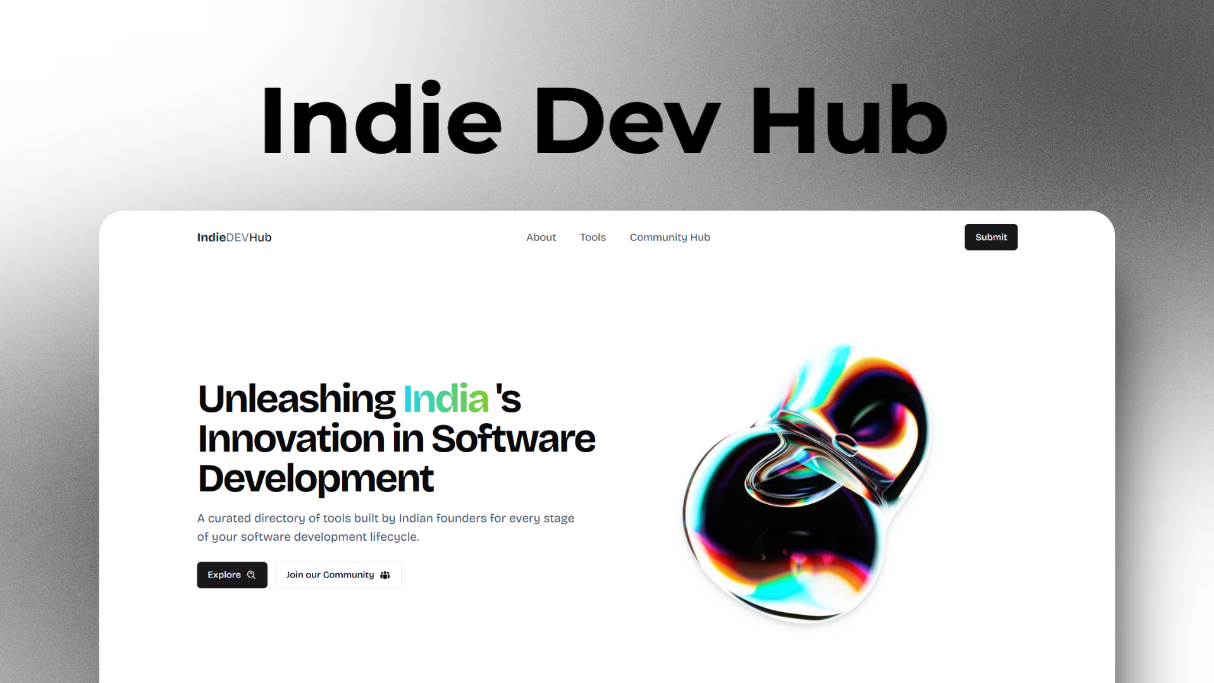 Indie Dev Hub
IndieDEVHub
About
Tools
Community Hub
Submit
Unleashing India 's
Innovation in Software
Development
A curated directory of tools built by Indian founders for every stage
of your software development lifecycle.
Explore
Join our Community